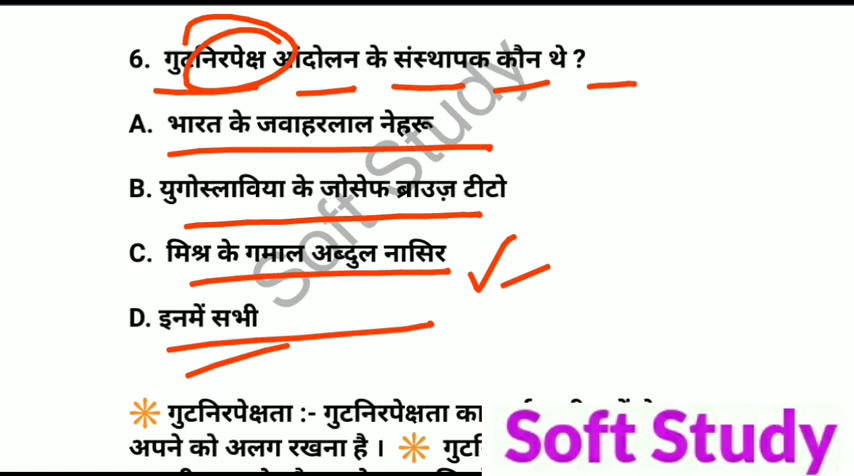 6. गुटनिरपेक्ष आंदोलन के संस्थापक कौन थे ?
A. भारत के जवाहरलाल नेहरू
B. युगोस्लाविया के जोसेफ ब्राउज़ टीटो
C. मिश्र के गमाल अब्दुल नासिर
D. इनमें सभी
Soft Study
✳ गुटनिरपेक्षता :- गुटनिरपेक्षता का
अपने को अलग रखना है । ✳
Soft Study